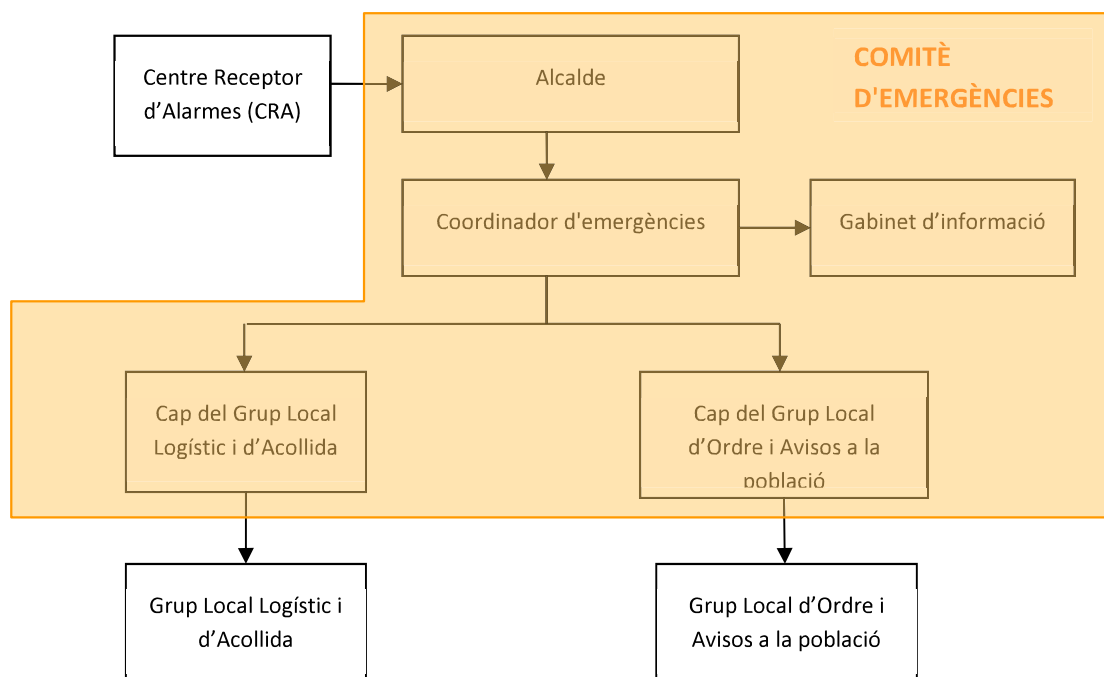 Centre Receptor
d’Alarmes (CRA)
Alcalde
COMITÈ
D'EMERGÈNCIES
Coordinador d'emergències
Gabinet d’informació
Cap del Grup Local
Logístic i d’Acollida
Cap del Grup Local
d’Ordre i Avisos a la
població
Grup Local Logístic i
d’Acollida
Grup Local d’Ordre i
Avisos a la població